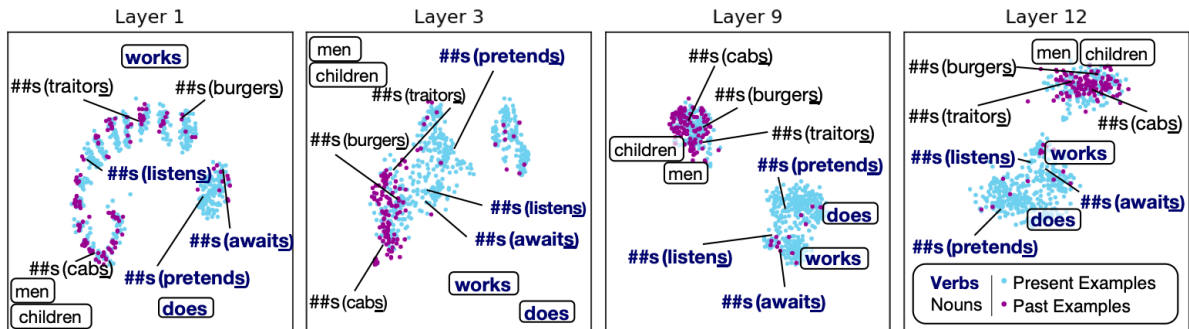 Layer 1
works
##s (traitors)
##s (burgers)
##s (listens)
##s (awaits)
##s (cabs)
##s (pretends)
men
children
does
Layer 3
men
children
##s (pretends)
##s (traitors)
##s (burgers)
##s (listens)
##s (awaits)
##s (cabs)
works
does
Layer 9
##s (cabs)
##s (burgers)
##s (traitors)
children
men
##s (pretends)
does
##s (listens)
works
##s (awaits)
Layer 12
men
children
##s (burgers)
##s (traitors)
##s (cabs)
##s (listens)
works
##s (awaits)
does
##s (pretends)
Verbs Present Examples
Nouns Past Examples